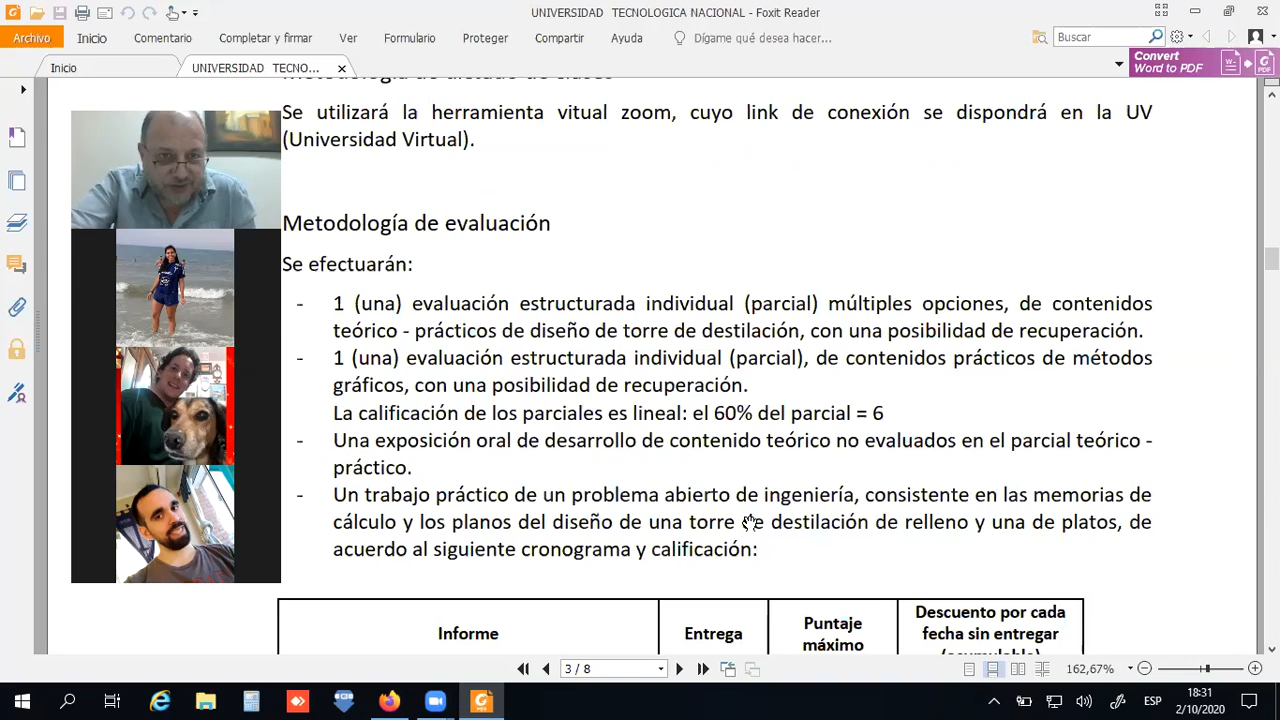 UNIVERSIDAD TECNOLOGICA NACIONAL - Foxit Reader
Archivo Inicio Comentario Completar y firmar Ver Formulario Proteger Compartir Ayuda Dígame qué desea hacer... Buscar
Inicio UNIVERSIDAD TECNO...
Convert
Word to PDF
Metodología de dictado de clases
Se utilizará la herramienta vitual zoom, cuyo link de conexión se dispondrá en la UV
(Universidad Virtual).
Metodología de evaluación
Se efectuarán:
- 1 (una) evaluación estructurada individual (parcial) múltiples opciones, de contenidos
teórico - prácticos de diseño de torre de destilación, con una posibilidad de recuperación.
- 1 (una) evaluación estructurada individual (parcial), de contenidos prácticos de métodos
gráficos, con una posibilidad de recuperación.
La calificación de los parciales es lineal: el 60% del parcial = 6
- Una exposición oral de desarrollo de contenido teórico no evaluados en el parcial teórico -
práctico.
- Un trabajo práctico de un problema abierto de ingeniería, consistente en las memorias de
cálculo y los planos del diseño de una torre de destilación de relleno y una de platos, de
acuerdo al siguiente cronograma y calificación:
Informe Entrega Puntaje máximo Descuento por cada fecha sin entregar (acumulable)
3 / 8 162,67%
ESP 18:31
2/10/2020